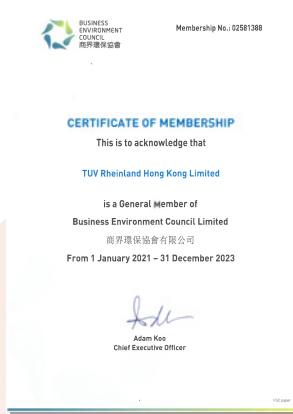 BUSINESS
ENVIRONMENT
COUNCIL
商界環保協會
Membership No.: 02581388
CERTIFICATE OF MEMBERSHIP
This is to acknowledge that
TUV Rheinland Hong Kong Limited
is a General Member of
Business Environment Council Limited
商界環保協會有限公司
From 1 January 2021 – 31 December 2023
Adam Koo
Chief Executive Officer
FSC paper